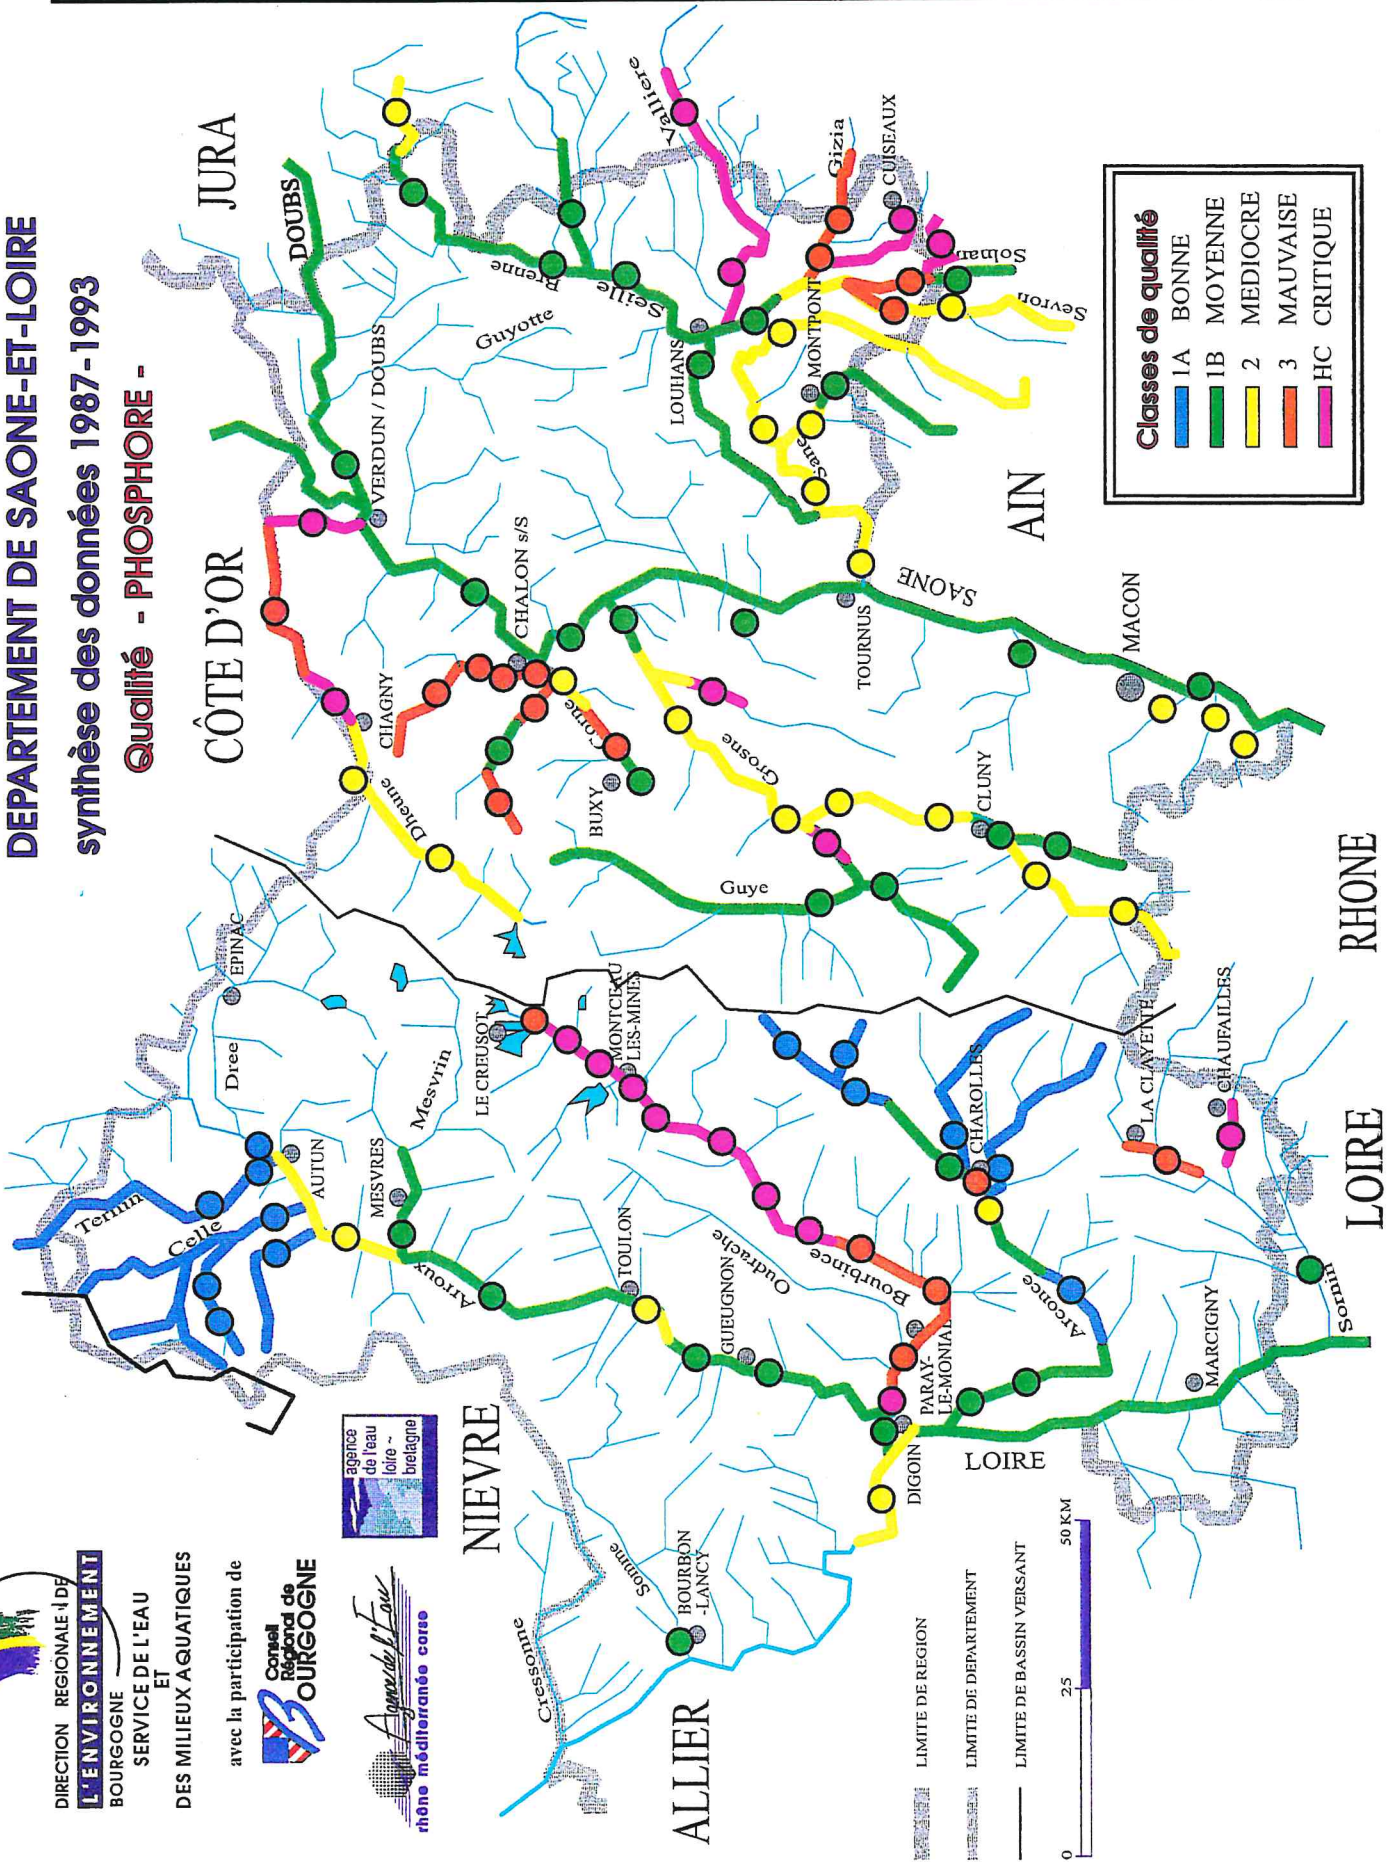 DEPARTEMENT DE SAONE-ET-LOIRE
synthèse des données 1987-1993
Qualité - PHOSPHORE -
DIRECTION REGIONALE DE
L'ENVIRONNEMENT
BOURGOGNE
SERVICE DE L'EAU
ET
DES MILIEUX AQUATIQUES
avec la participation de
Conseil
Régional de
BOURGOGNE
Agence de l'Eau
rhône méditerranée corse
agence
de l'eau
loire ~
bretagne
NIEVRE
ALLIER
CÔTE D'OR
JURA
AIN
RHONE
LOIRE
Ternin
Celle
Dree
EPINAC
AUTUN
MESVRES
Mesvrin
LE CREUSOT
MONTCEAU
LES-MINES
Arroux
TOULON
GUEUGNON
Oudrache
Bourbince
PARAY-
LE-MONIAL
DIGOIN
LOIRE
Cressonne
Somme
BOURBON
-LANCY
Arconce
CHAROLLES
LA CLAYETTE
CHAUFAILLES
MARCIGNY
Sornin
Dheune
CHAGNY
CHALON s/S
Corne
BUXY
Guye
Grosne
CLUNY
MACON
TOURNUS
SAONE
VERDUN / DOUBS
DOUBS
Guyotte
Brenne
Seille
LOUHANS
Valliere
Gizia
CUISEAUX
Solnan
Sevron
MONTPONT
Sane
Classes de qualité
1A BONNE
1B MOYENNE
2 MEDIOCRE
3 MAUVAISE
HC CRITIQUE
LIMITE DE REGION
LIMITE DE DEPARTEMENT
LIMITE DE BASSIN VERSANT
0 25 50 KM